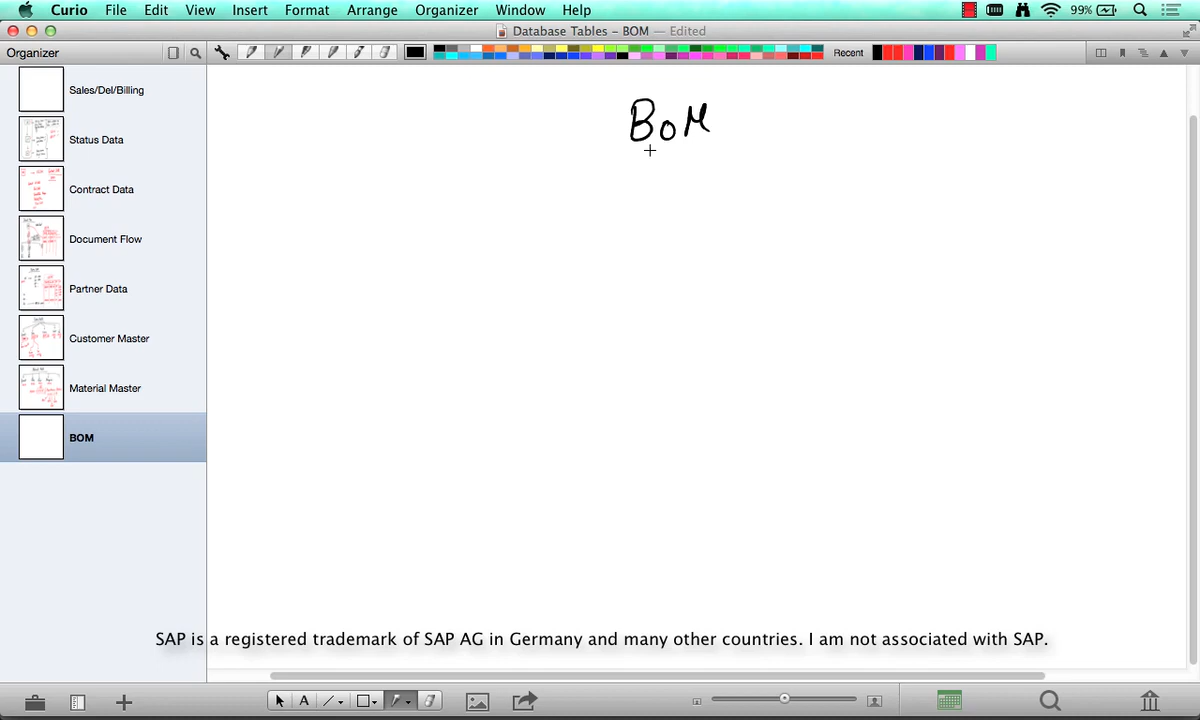 Curio File Edit View Insert Format Arrange Organizer Window Help 99%
Database Tables – BOM — Edited
Organizer
Recent
Sales/Del/Billing
Status Data
Contract Data
Document Flow
Partner Data
Customer Master
Material Master
BOM
BOM
SAP is a registered trademark of SAP AG in Germany and many other countries. I am not associated with SAP.
A